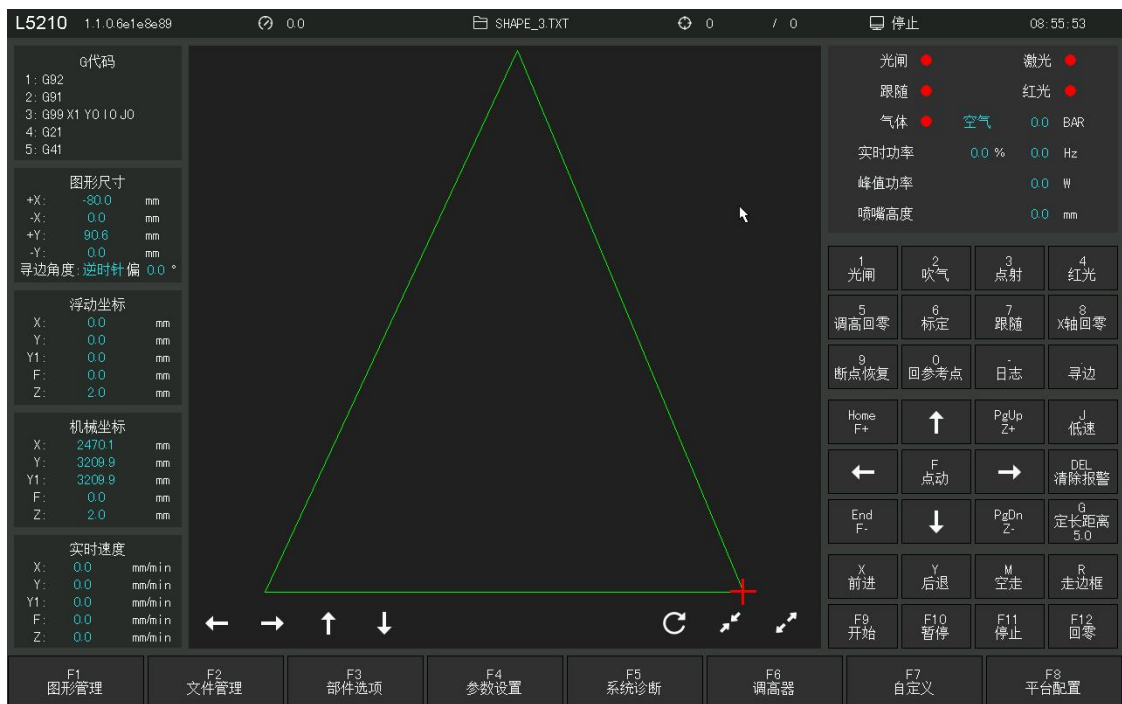 L5210 1.1.0.6e1e8e89 0.0 SHAPE_3.TXT 0 / 0 停止 08:55:53
G代码
1: G92
2: G91
3: G99 X1 Y0 I0 J0
4: G21
5: G41
图形尺寸
+X: -80.0 mm
-X: 0.0 mm
+Y: 90.6 mm
-Y: 0.0 mm
寻边角度:逆时针偏 0.0 °
浮动坐标
X: 0.0 mm
Y: 0.0 mm
Y1: 0.0 mm
F: 0.0 mm
Z: 2.0 mm
机械坐标
X: 2470.1 mm
Y: 3209.9 mm
Y1: 3209.9 mm
F: 0.0 mm
Z: 2.0 mm
实时速度
X: 0.0 mm/min
Y: 0.0 mm/min
Y1: 0.0 mm/min
F: 0.0 mm/min
Z: 0.0 mm/min
光闸 激光
跟随 红光
气体 空气 0.0 BAR
实时功率 0.0 % 0.0 Hz
峰值功率 0.0 W
喷嘴高度 0.0 mm
1 2 3 4
光闸 吹气 点射 红光
5 6 7 8
调高回零 标定 跟随 X轴回零
9 0 - .
断点恢复 回参考点 日志 寻边
Home PgUp J
F+ Z+ 低速
F DEL
点动 清除报警
End PgDn G
F- Z- 定长距离
5.0
X Y M R
前进 后退 空走 走边框
F9 F10 F11 F12
开始 暂停 停止 回零
F1 F2 F3 F4 F5 F6 F7 F8
图形管理 文件管理 部件选项 参数设置 系统诊断 调高器 自定义 平台配置